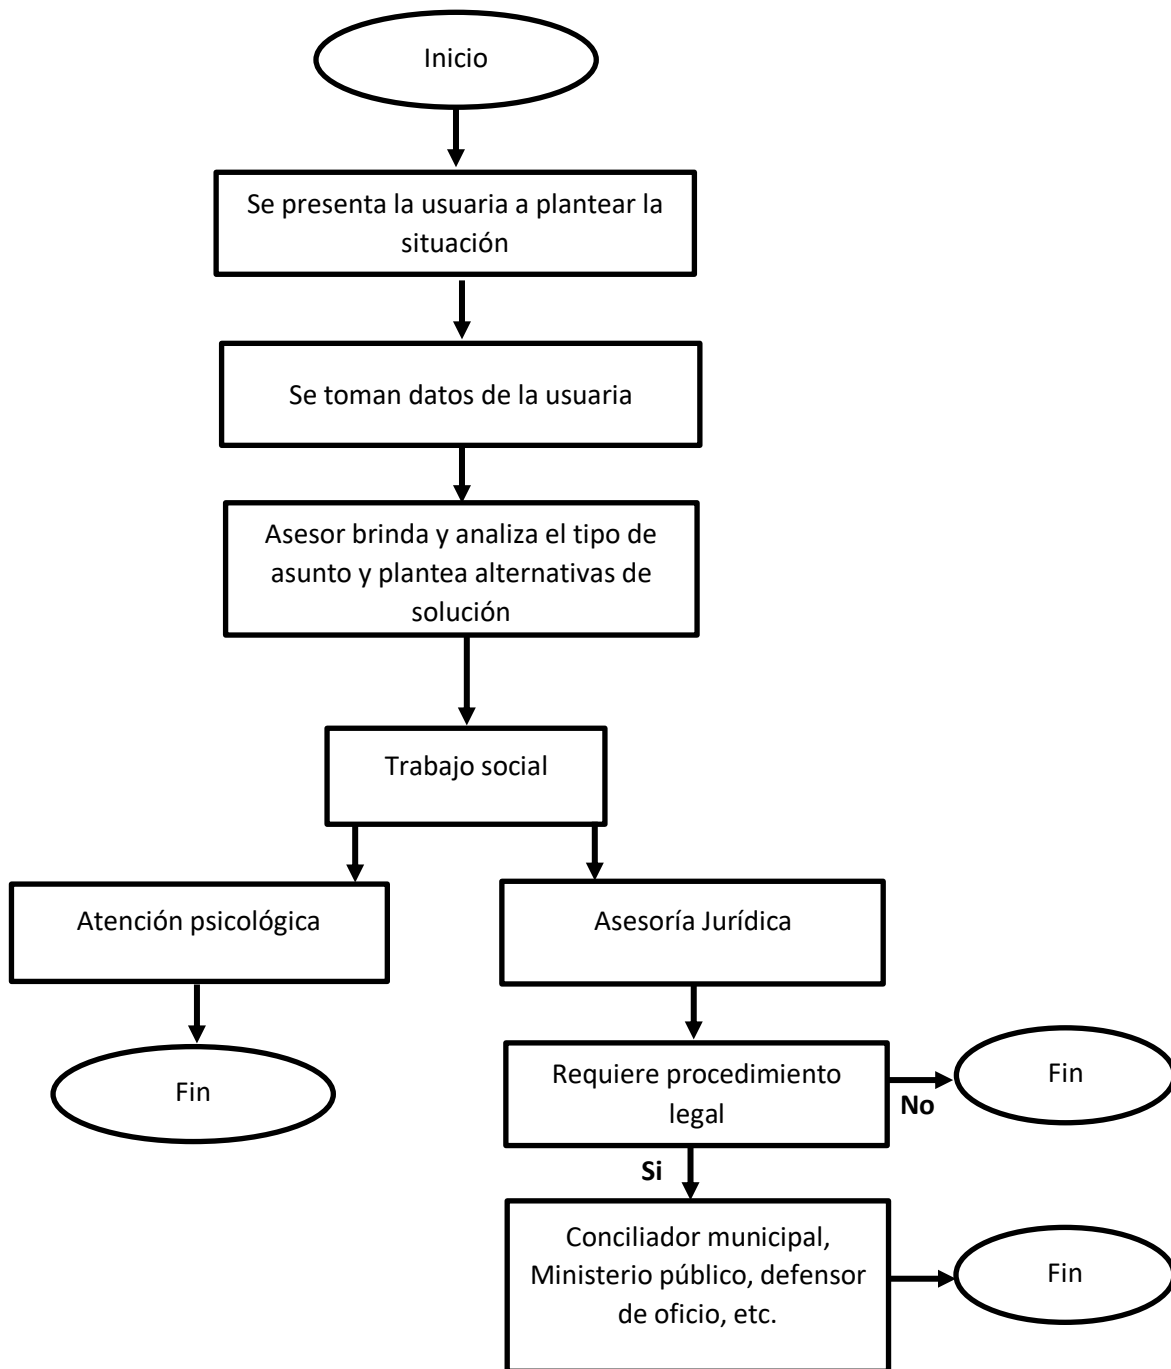 Inicio
Se presenta la usuaria a plantear la
situación
Se toman datos de la usuaria
Asesor brinda y analiza el tipo de
asunto y plantea alternativas de
solución
Trabajo social
Atención psicológica
Asesoría Jurídica
Fin
Requiere procedimiento
legal
No
Fin
Si
Conciliador municipal,
Ministerio público, defensor
de oficio, etc.
Fin